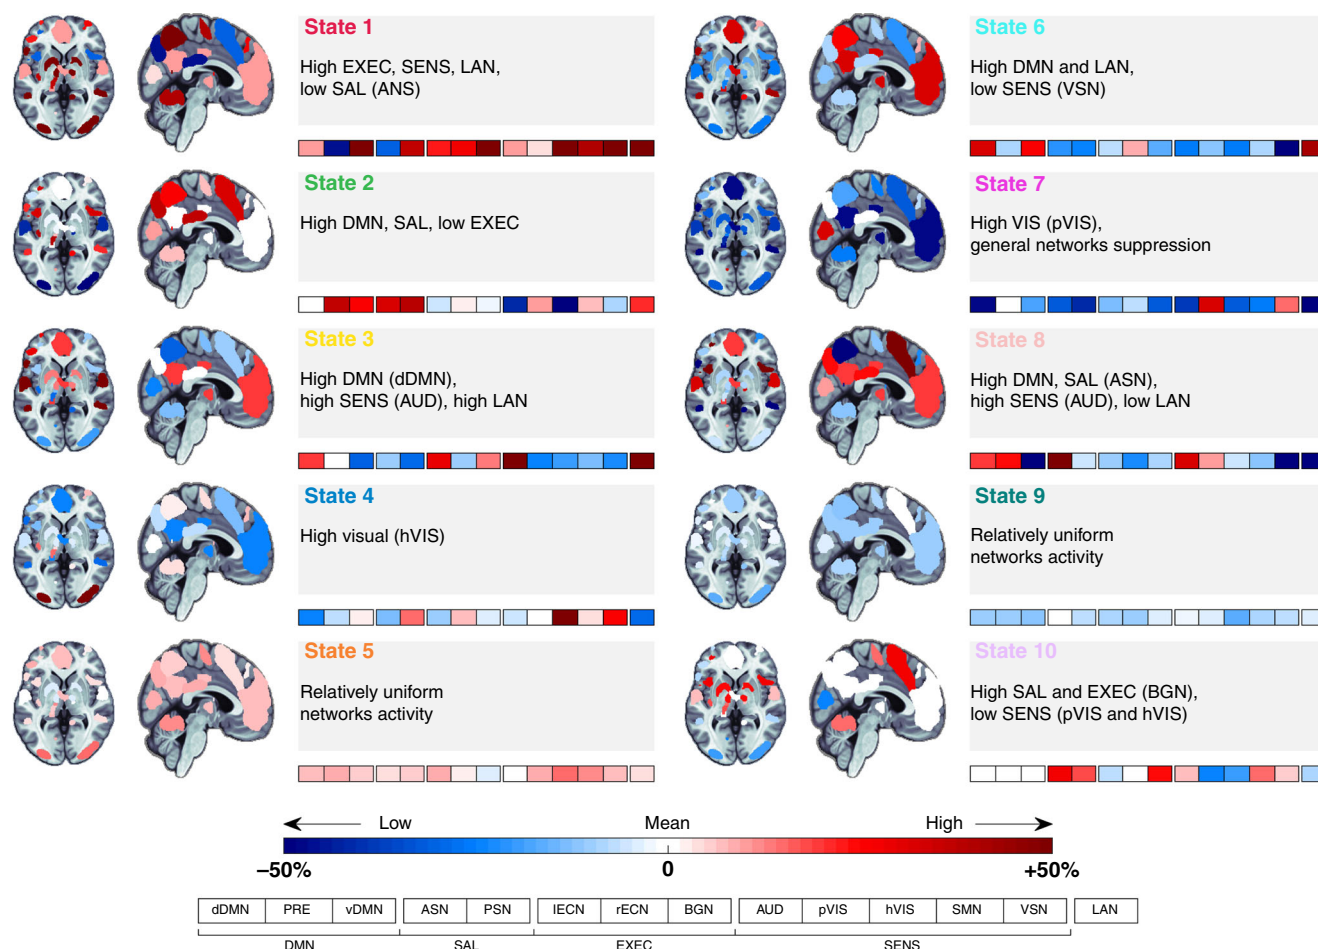 State 1
High EXEC, SENS, LAN,
low SAL (ANS)
State 2
High DMN, SAL, low EXEC
State 3
High DMN (dDMN),
high SENS (AUD), high LAN
State 4
High visual (hVIS)
State 5
Relatively uniform
networks activity
State 6
High DMN and LAN,
low SENS (VSN)
State 7
High VIS (pVIS),
general networks suppression
State 8
High DMN, SAL (ASN),
high SENS (AUD), low LAN
State 9
Relatively uniform
networks activity
State 10
High SAL and EXEC (BGN),
low SENS (pVIS and hVIS)
Low Mean High
–50% 0 +50%
dDMN PRE vDMN ASN PSN lECN rECN BGN AUD pVIS hVIS SMN VSN LAN
DMN SAL EXEC SENS